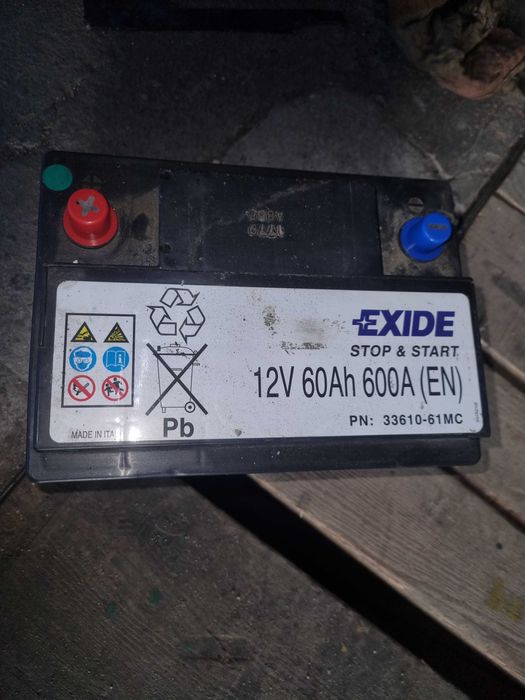 EXIDE
STOP & START
12V 60Ah 600A (EN)
PN: 33610-61MC
Pb
MADE IN ITALY